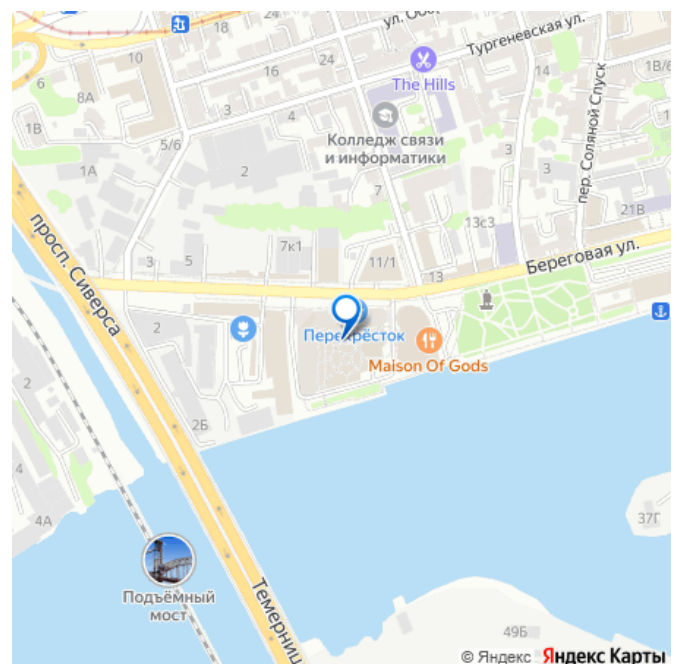 18
24
ул.
Тургеневская ул.
10
24
16
The Hills
14
1В/6
6
8А
3
4
1В
5/6
Колледж связи
и информатики
пер. Соляной Спуск
3
3
1А
2
7
21В
13с3
просп. Сиверса
7к1
3
5
11/1
13
Береговая ул.
2
Перекрёсток
Maison Of Gods
2
2Б
4
4А
37Г
Подъёмный
мост
Темерниц
49Б
© Яндекс Яндекс Карты